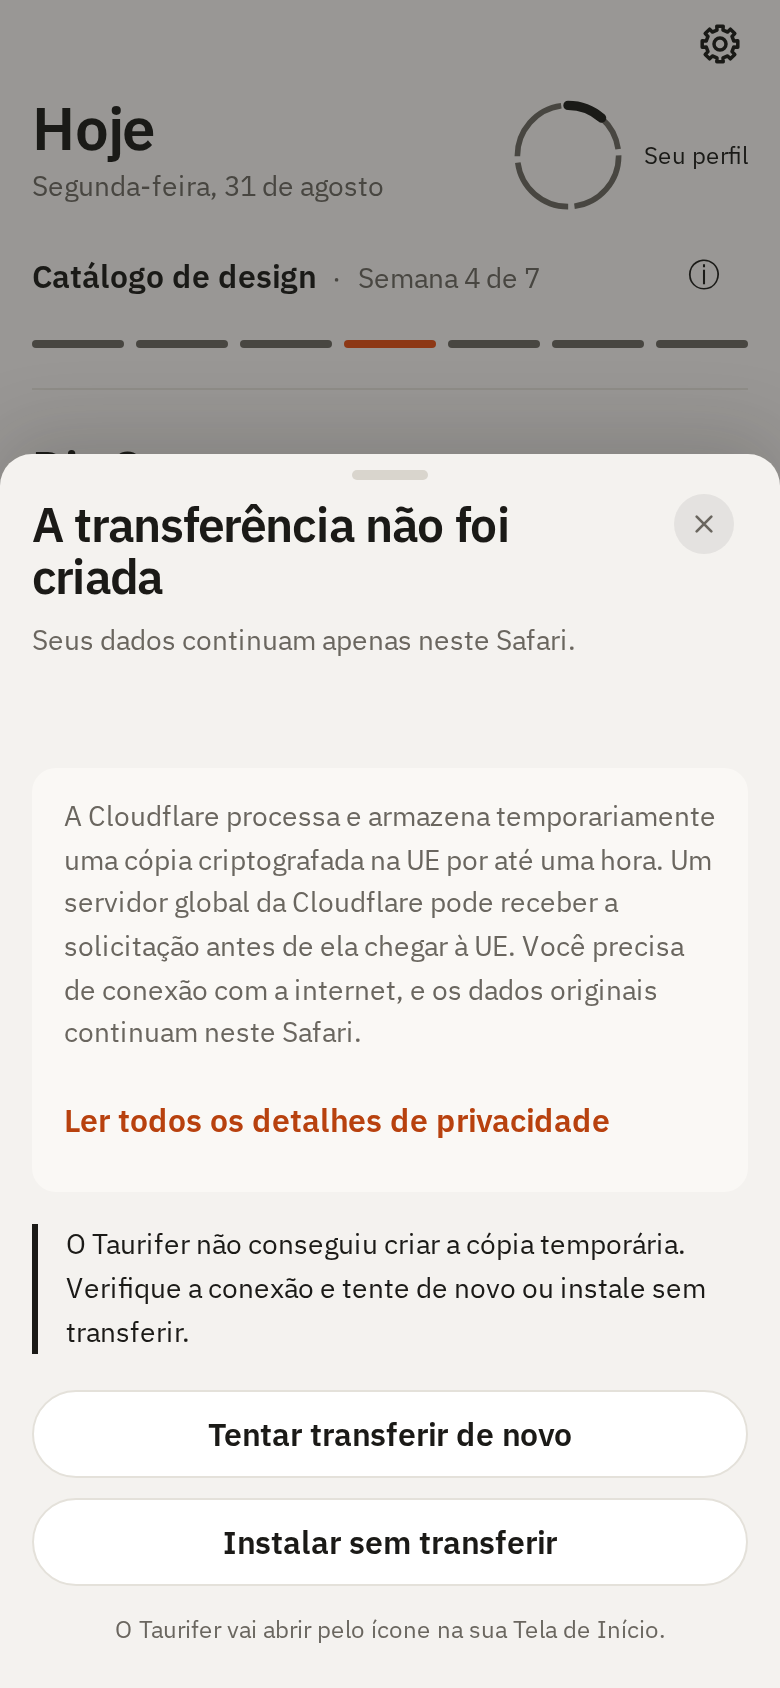 Hoje
Segunda-feira, 31 de agosto
Seu perfil
Catálogo de design · Semana 4 de 7
A transferência não foi
criada
Seus dados continuam apenas neste Safari.
A Cloudflare processa e armazena temporariamente
uma cópia criptografada na UE por até uma hora. Um
servidor global da Cloudflare pode receber a
solicitação antes de ela chegar à UE. Você precisa
de conexão com a internet, e os dados originais
continuam neste Safari.
Ler todos os detalhes de privacidade
O Taurifer não conseguiu criar a cópia temporária.
Verifique a conexão e tente de novo ou instale sem
transferir.
Tentar transferir de novo
Instalar sem transferir
O Taurifer vai abrir pelo ícone na sua Tela de Início.